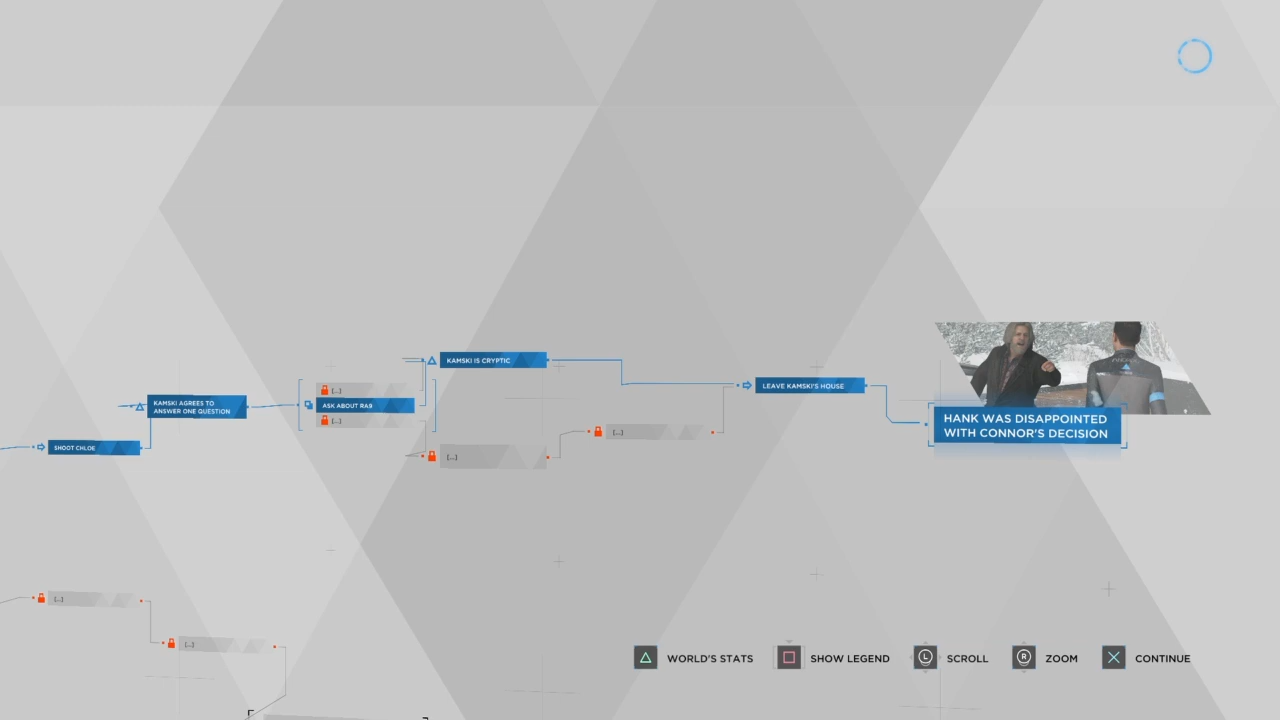 KAMSKI IS CRYPTIC
LEAVE KAMSKI'S HOUSE
[...]
KAMSKI AGREES TO
ANSWER ONE QUESTION
ASK ABOUT RA9
[...]
HANK WAS DISAPPOINTED
WITH CONNOR'S DECISION
[...]
SHOOT CHLOE
[...]
[...]
[...]
WORLD'S STATS
SHOW LEGEND
L
SCROLL
R
ZOOM
CONTINUE